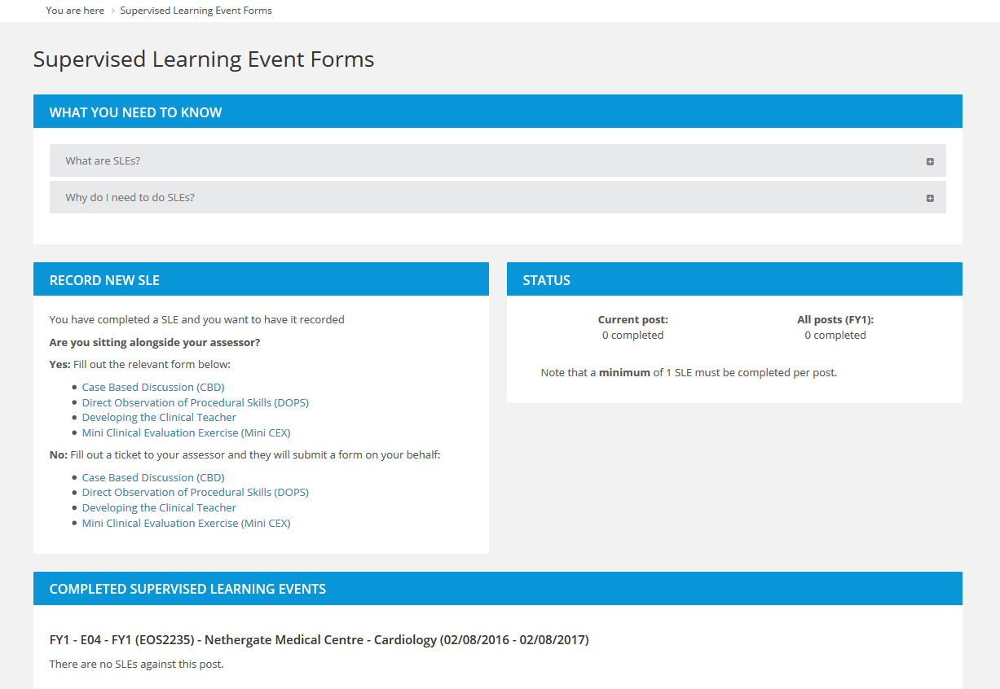 You are here › Supervised Learning Event Forms
Supervised Learning Event Forms
WHAT YOU NEED TO KNOW
What are SLEs?
Why do I need to do SLEs?
RECORD NEW SLE
You have completed a SLE and you want to have it recorded
Are you sitting alongside your assessor?
Yes: Fill out the relevant form below:
• Case Based Discussion (CBD)
• Direct Observation of Procedural Skills (DOPS)
• Developing the Clinical Teacher
• Mini Clinical Evaluation Exercise (Mini CEX)
No: Fill out a ticket to your assessor and they will submit a form on your behalf:
• Case Based Discussion (CBD)
• Direct Observation of Procedural Skills (DOPS)
• Developing the Clinical Teacher
• Mini Clinical Evaluation Exercise (Mini CEX)
STATUS
Current post:
0 completed
All posts (FY1):
0 completed
Note that a minimum of 1 SLE must be completed per post.
COMPLETED SUPERVISED LEARNING EVENTS
FY1 - E04 - FY1 (EOS2235) - Nethergate Medical Centre - Cardiology (02/08/2016 - 02/08/2017)
There are no SLEs against this post.